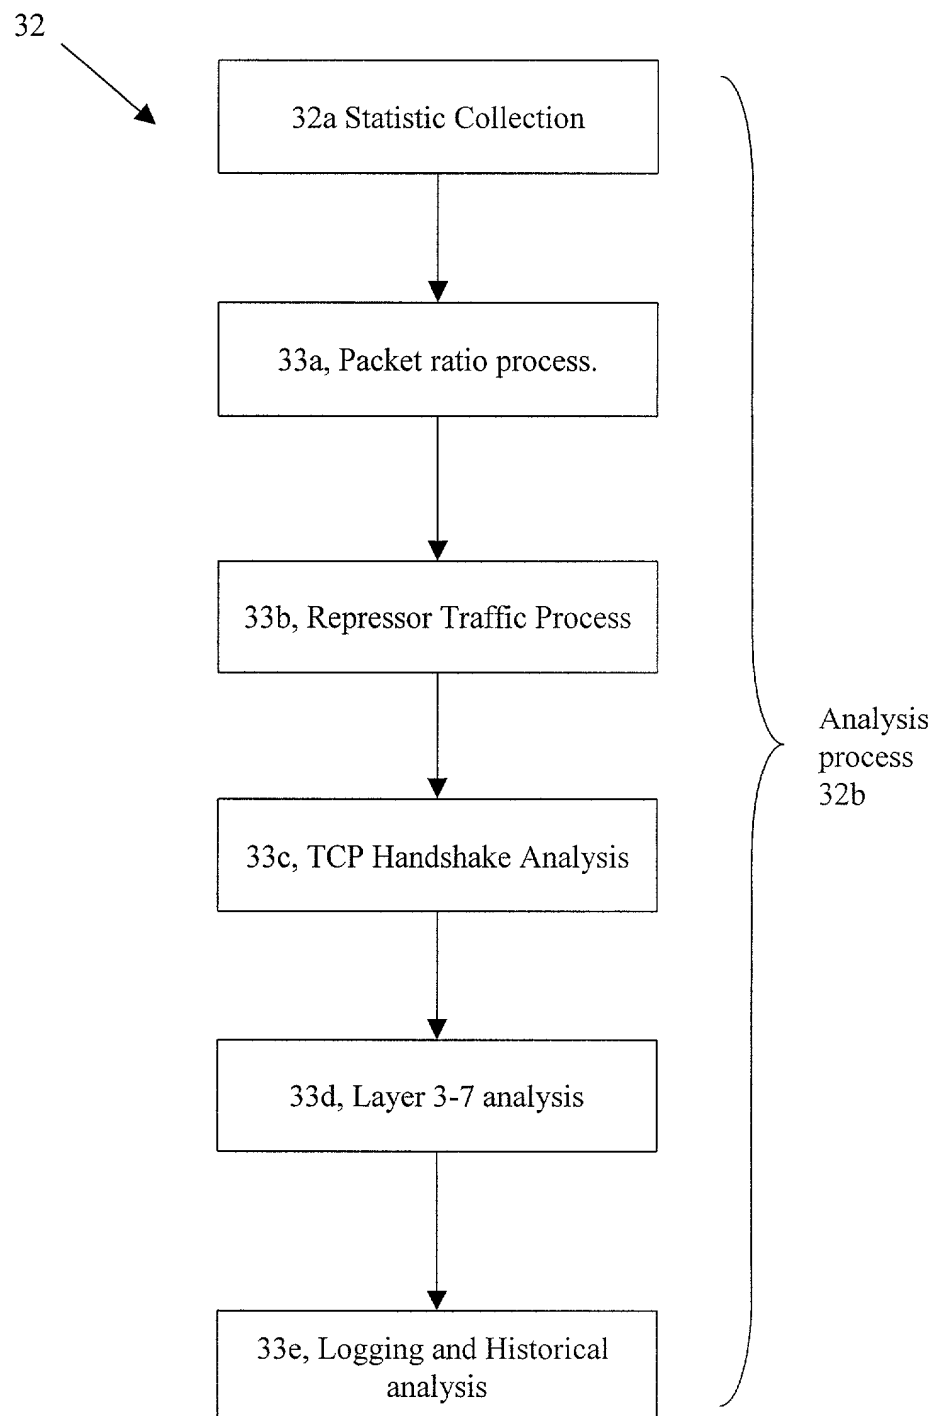 32
32a Statistic Collection
33a, Packet ratio process.
33b, Repressor Traffic Process
33c, TCP Handshake Analysis
33d, Layer 3-7 analysis
33e, Logging and Historical
analysis
Analysis
process
32b